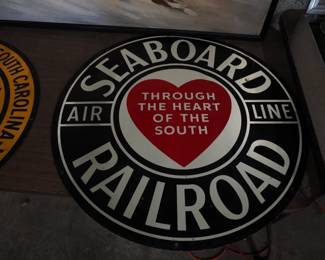 SEABOARD
AIR LINE
THROUGH
THE HEART
OF THE
SOUTH
RAILROAD
SOUTH CAROLINA